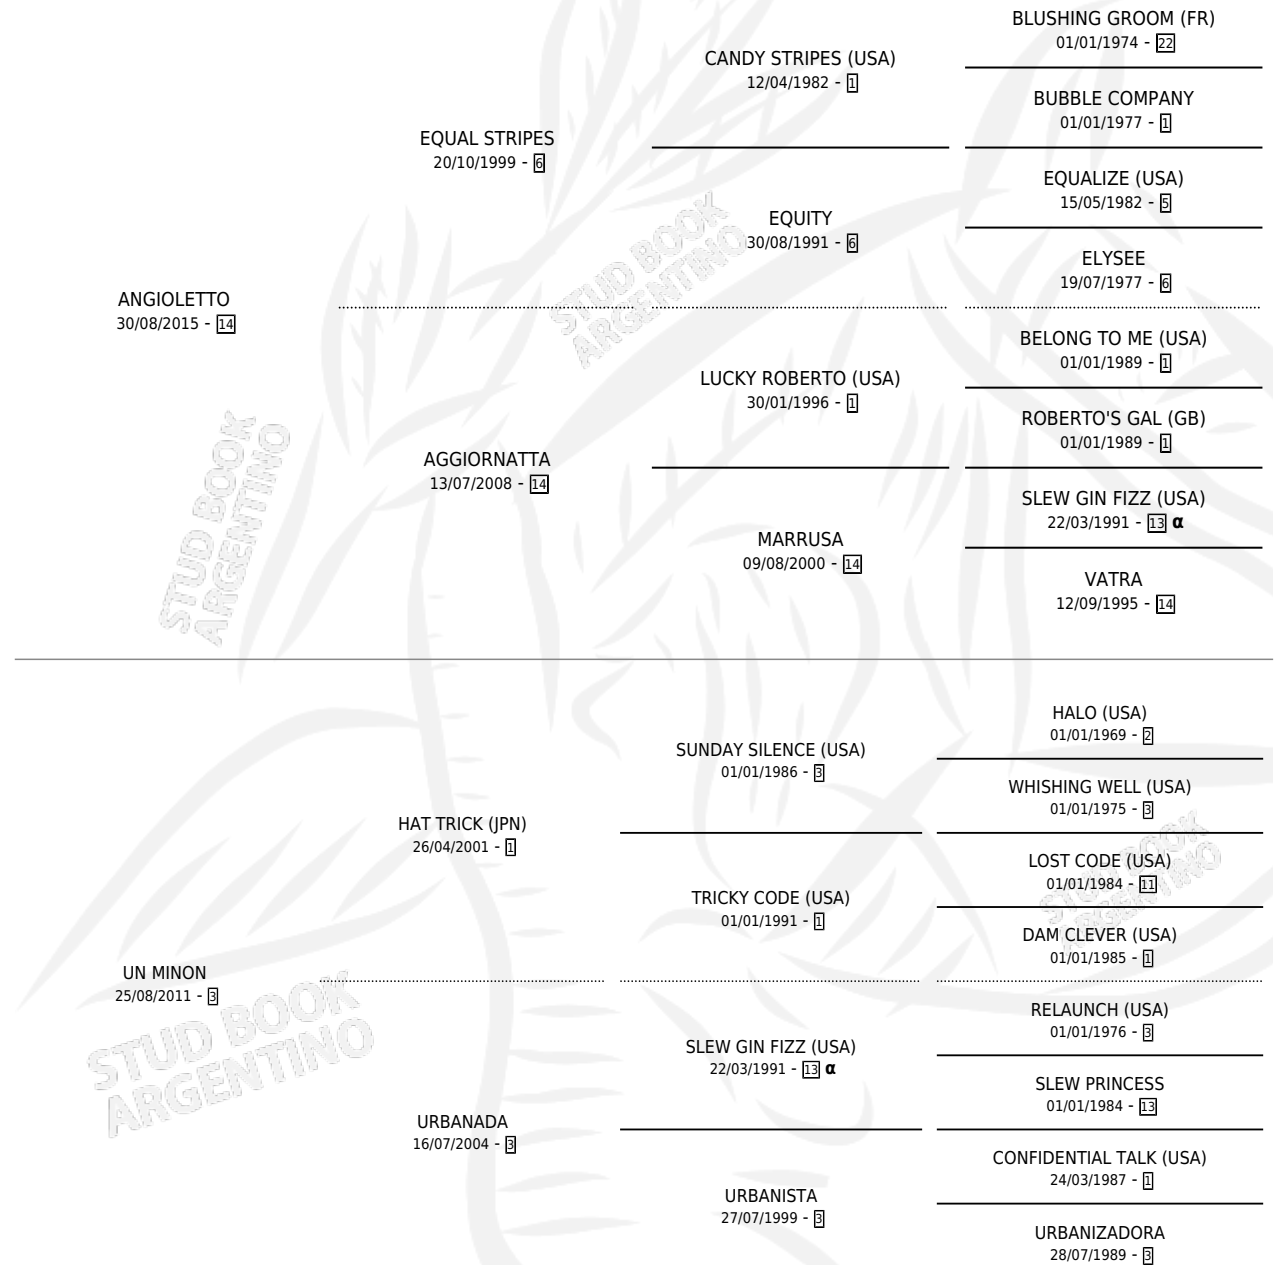 BLUSHING GROOM (FR)
01/01/1974 - 22
CANDY STRIPES (USA)
12/04/1982 - 1
BUBBLE COMPANY
01/01/1977 - 1
EQUAL STRIPES
20/10/1999 - 6
EQUALIZE (USA)
15/05/1982 - 5
EQUITY
30/08/1991 - 6
ELYSEE
19/07/1977 - 6
ANGIOLETTO
30/08/2015 - 14
BELONG TO ME (USA)
01/01/1989 - 1
LUCKY ROBERTO (USA)
30/01/1996 - 1
ROBERTO'S GAL (GB)
01/01/1989 - 1
AGGIORNATTA
13/07/2008 - 14
SLEW GIN FIZZ (USA)
22/03/1991 - 13 α
MARRUSA
09/08/2000 - 14
VATRA
12/09/1995 - 14
HALO (USA)
01/01/1969 - 2
SUNDAY SILENCE (USA)
01/01/1986 - 3
WHISHING WELL (USA)
01/01/1975 - 3
HAT TRICK (JPN)
26/04/2001 - 1
LOST CODE (USA)
01/01/1984 - 11
TRICKY CODE (USA)
01/01/1991 - 1
DAM CLEVER (USA)
01/01/1985 - 1
UN MINON
25/08/2011 - 3
RELAUNCH (USA)
01/01/1976 - 3
SLEW GIN FIZZ (USA)
22/03/1991 - 13 α
SLEW PRINCESS
01/01/1984 - 13
URBANADA
16/07/2004 - 3
CONFIDENTIAL TALK (USA)
24/03/1987 - 1
URBANISTA
27/07/1999 - 3
URBANIZADORA
28/07/1989 - 3
STUD BOOK
ARGENTINO
STUD BOOK
ARGENTINO
STUD BOOK
ARGENTINO
STUD BOOK
ARGENTINO